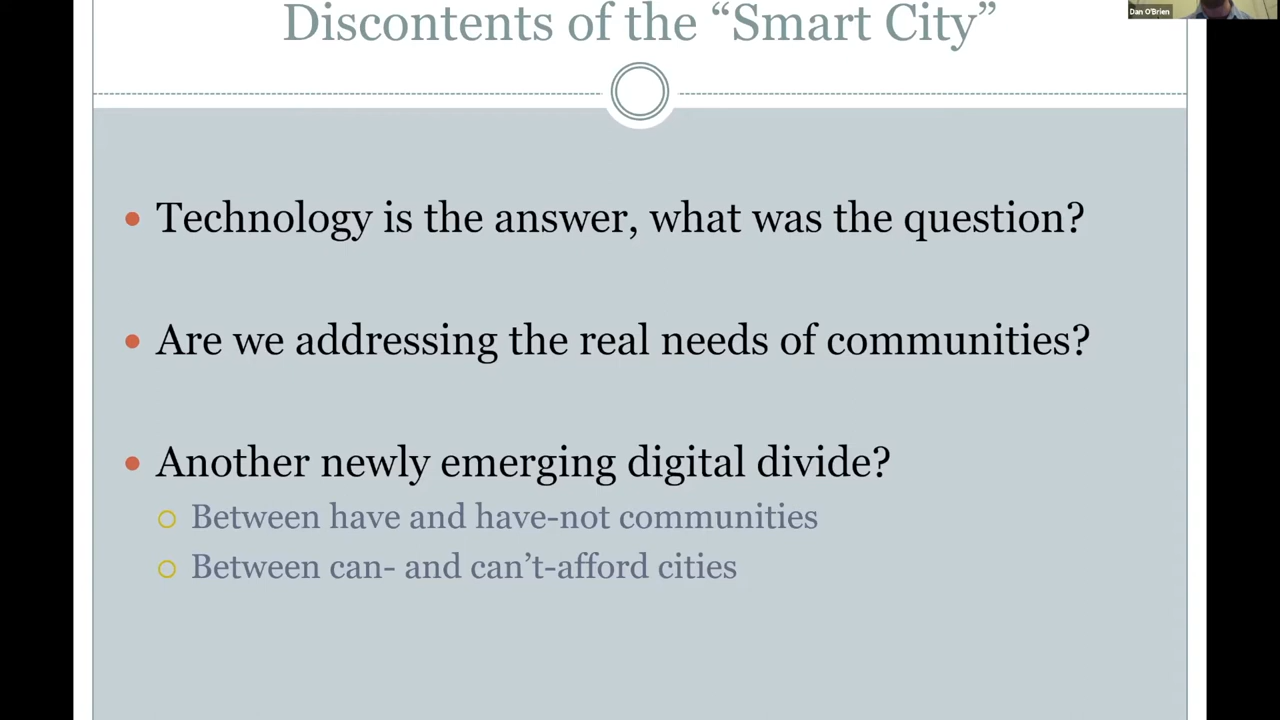 Discontents of the “Smart City”
Dan O'Brien
Technology is the answer, what was the question?
Are we addressing the real needs of communities?
Another newly emerging digital divide?
Between have and have-not communities
Between can- and can’t-afford cities